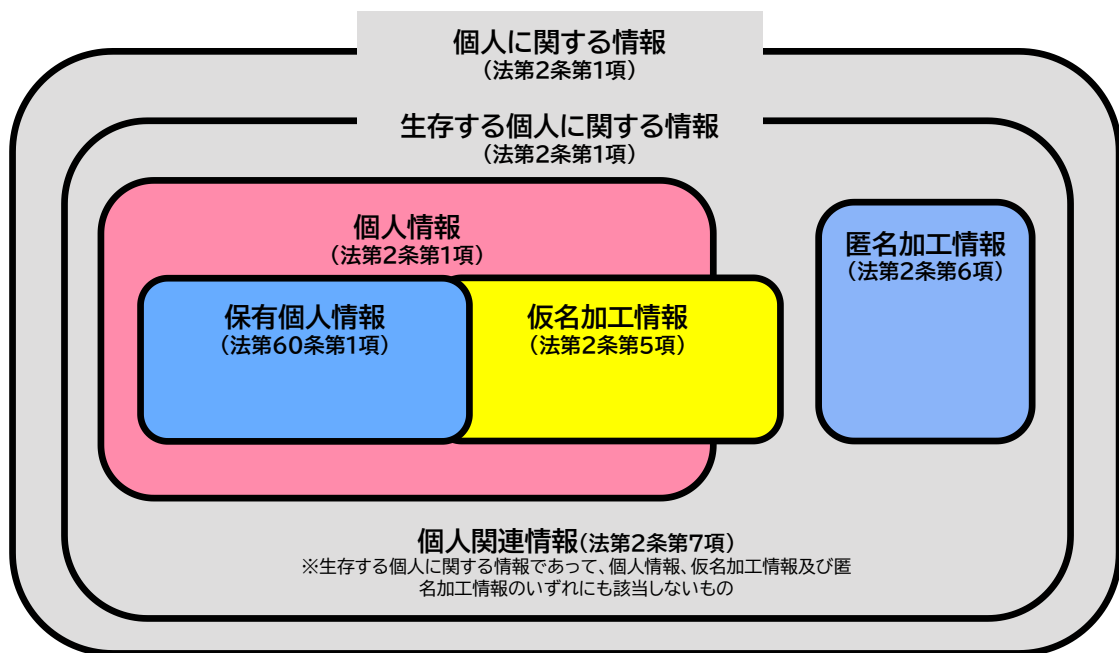 個人に関する情報
(法第2条第1項)
生存する個人に関する情報
(法第2条第1項)
個人情報
(法第2条第1項)
匿名加工情報
(法第2条第6項)
保有個人情報
(法第60条第1項)
仮名加工情報
(法第2条第5項)
個人関連情報(法第2条第7項)
※生存する個人に関する情報であって、個人情報、仮名加工情報及び匿
名加工情報のいずれにも該当しないもの